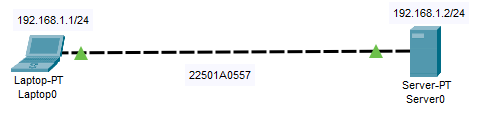 192.168.1.1/24
192.168.1.2/24
22501A0557
Laptop-PT
Laptop0
Server-PT
Server0